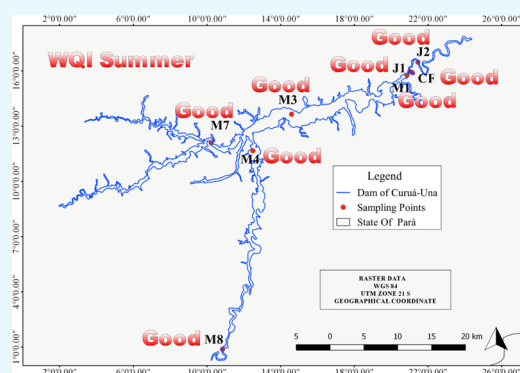 2°0'0.00" 6°0'0.00" 10°0'0.00" 14°0'0.00" 18°0'0.00" 22°0'0.00" 26°0'0.00"
WQI Summer
Good
J2
Good
J1
CF
Good
M1
Good
Good
M3
Good
M7
M4
Good
Good
M8
16°0'0.00"
13°0'0.00"
10°0'0.00"
7°0'0.00"
4°0'0.00"
1°0'0.00"
Legend
Dam of Curuá-Una
Sampling Points
State Of Pará
RASTER DATA
WGS 84
UTM ZONE 21 S
GEOGRAPHICAL COORDINATE
5 0 5 10 15 20 km
2°0'0.00" 6°0'0.00" 10°0'0.00" 14°0'0.00" 18°0'0.00" 22°0'0.00" 26°0'0.00"